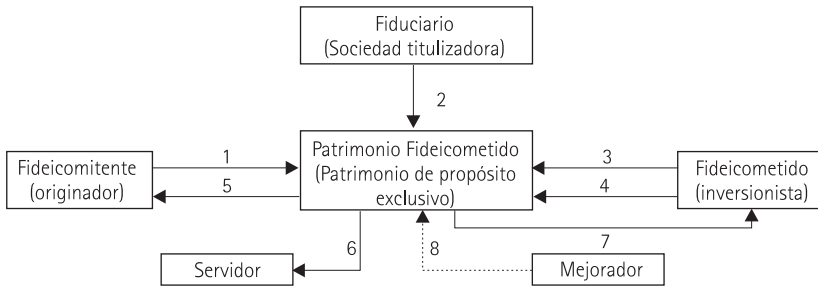 Fiduciario
(Sociedad titulizadora)
2
Fideicomitente
(originador)
1
5
Patrimonio Fideicometido
(Patrimonio de propósito
exclusivo)
3
4
Fideicometido
(inversionista)
6
8
7
Servidor
Mejorador